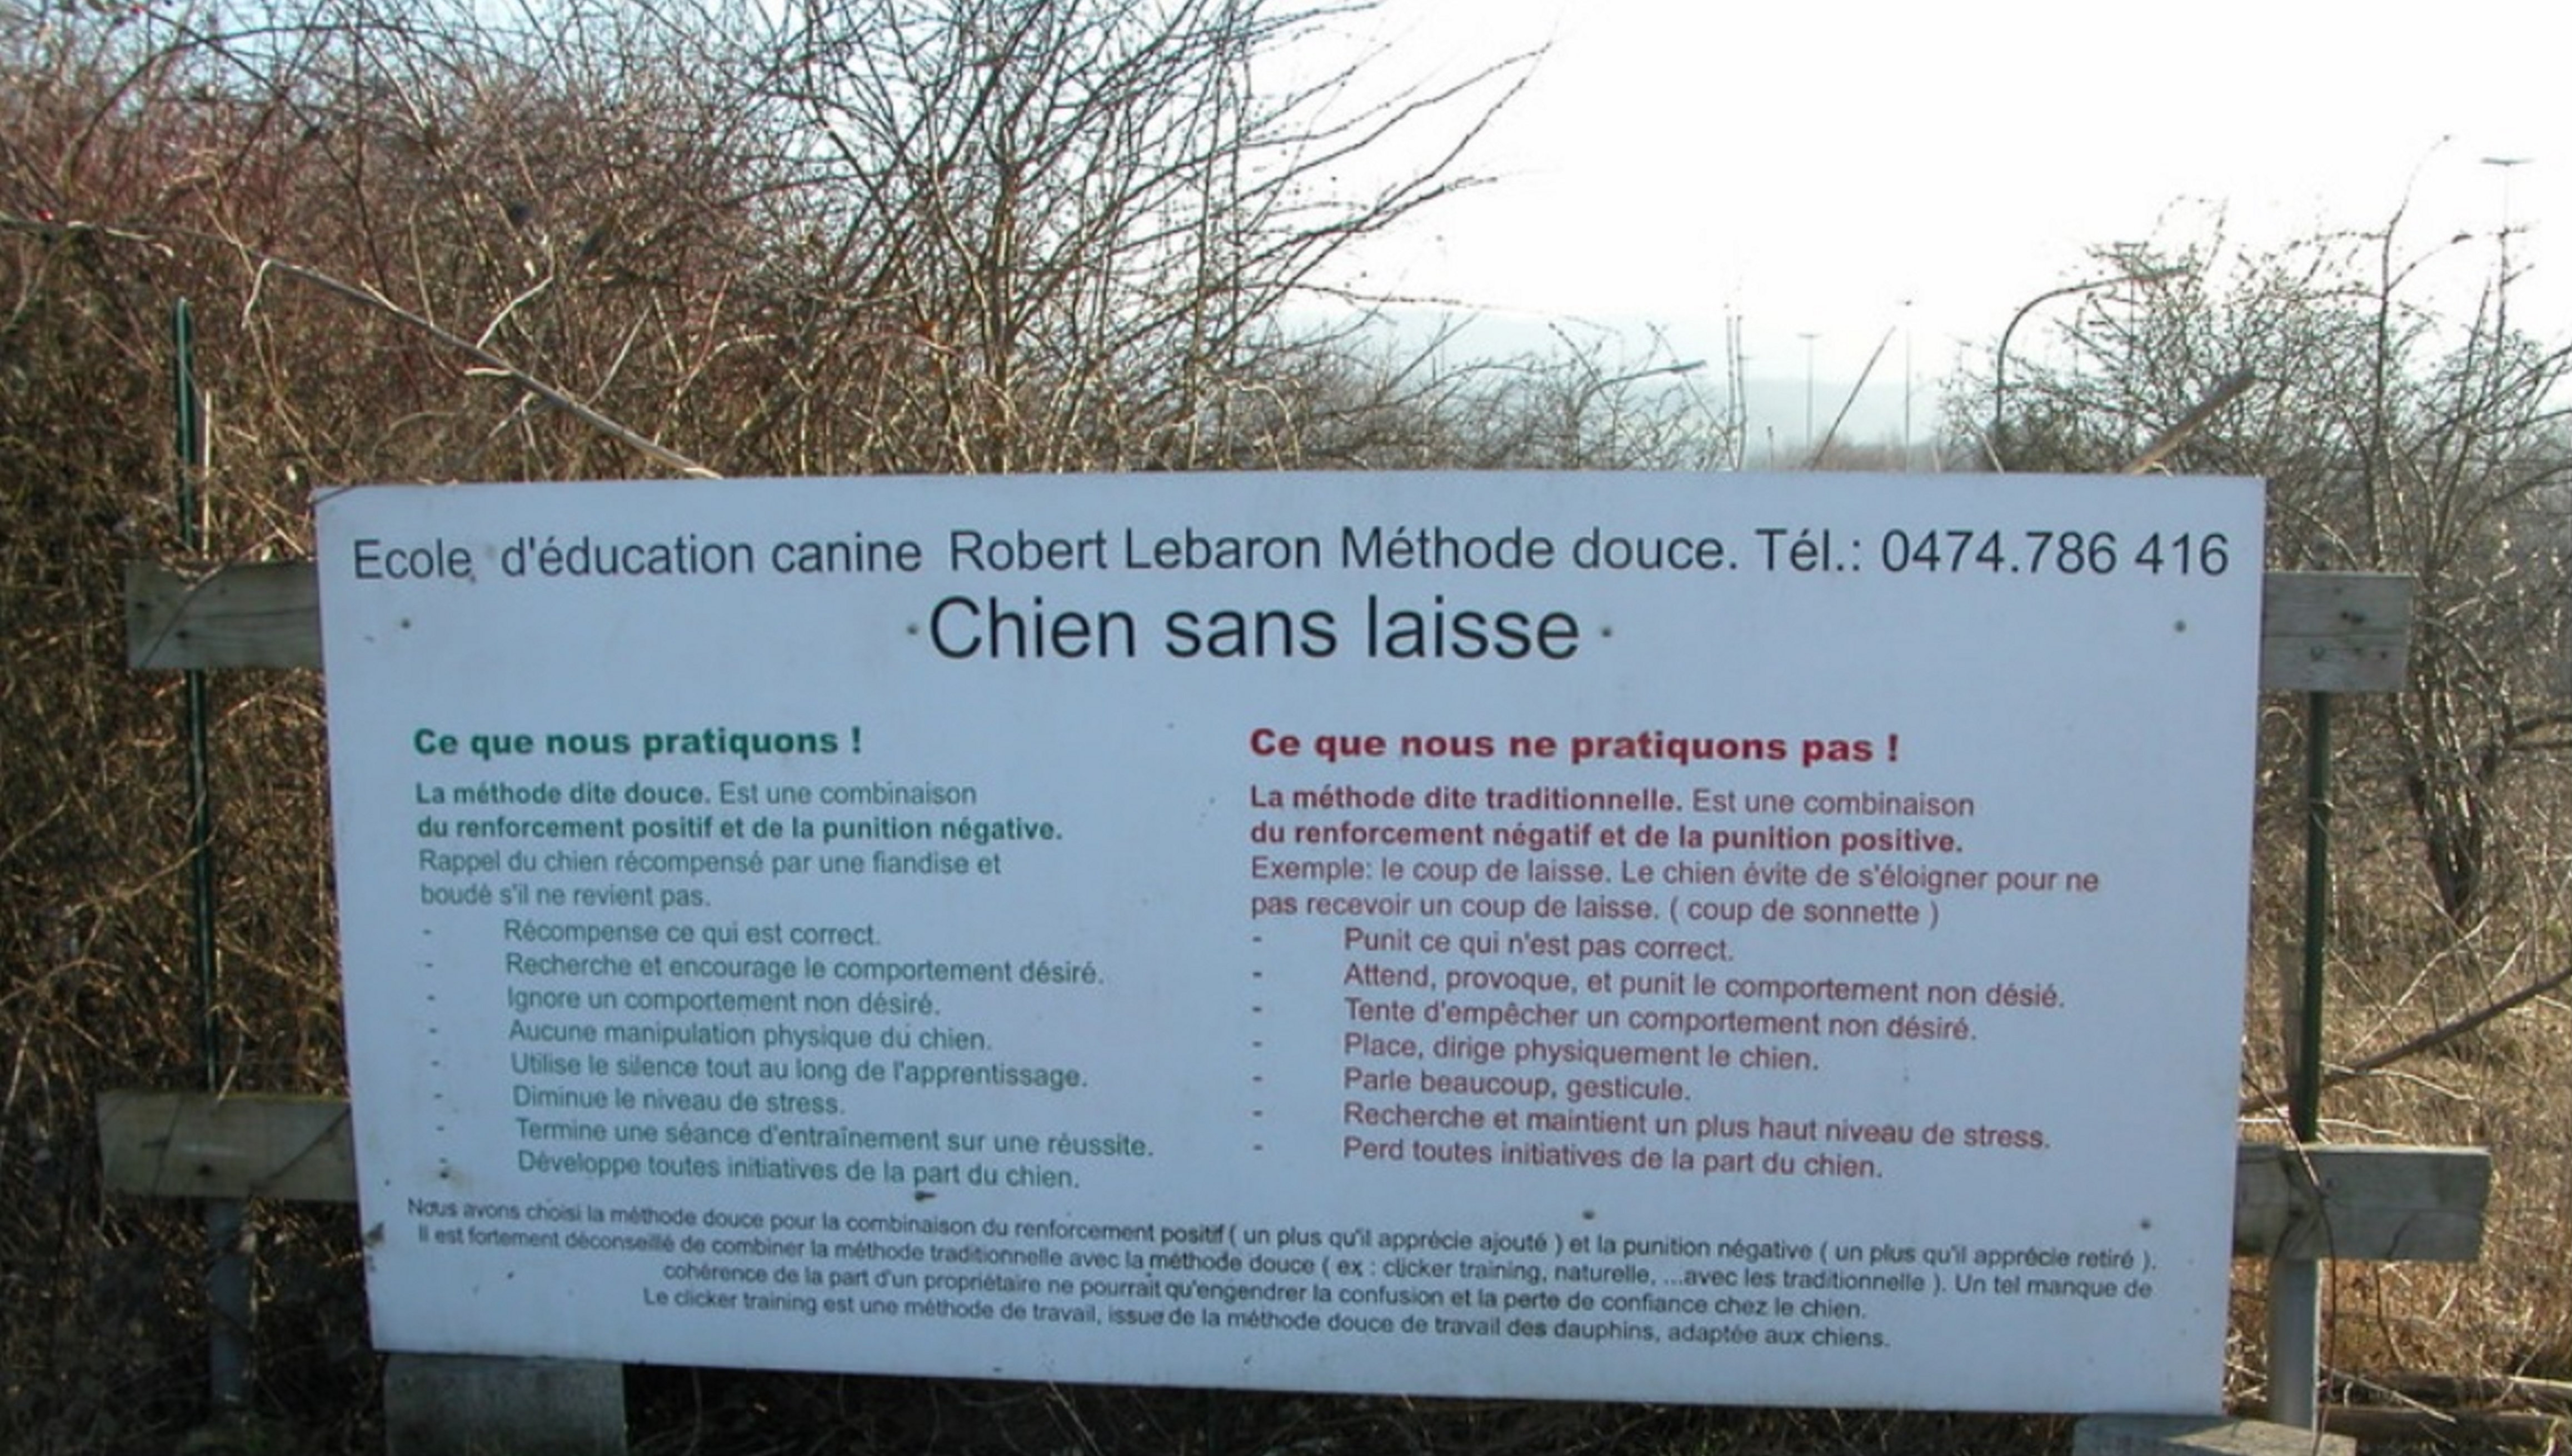 Ecole d'éducation canine Robert Lebaron Méthode douce. Tél.: 0474.786 416
Chien sans laisse
Ce que nous pratiquons !
La méthode dite douce. Est une combinaison
du renforcement positif et de la punition négative.
Rappel du chien récompensé par une fiandise et
boudé s'il ne revient pas.
- Récompense ce qui est correct.
- Recherche et encourage le comportement désiré.
- Ignore un comportement non désiré.
- Aucune manipulation physique du chien.
- Utilise le silence tout au long de l'apprentissage.
- Diminue le niveau de stress.
- Termine une séance d'entraînement sur une réussite.
- Développe toutes initiatives de la part du chien.
Ce que nous ne pratiquons pas !
La méthode dite traditionnelle. Est une combinaison
du renforcement négatif et de la punition positive.
Exemple: le coup de laisse. Le chien évite de s'éloigner pour ne
pas recevoir un coup de laisse. ( coup de sonnette )
- Punit ce qui n'est pas correct.
- Attend, provoque, et punit le comportement non désié.
- Tente d'empêcher un comportement non désiré.
- Place, dirige physiquement le chien.
- Parle beaucoup, gesticule.
- Recherche et maintient un plus haut niveau de stress.
- Perd toutes initiatives de la part du chien.
Nous avons choisi la méthode douce pour la combinaison du renforcement positif ( un plus qu'il apprécie ajouté ) et la punition négative ( un plus qu'il apprécie retiré ).
Il est fortement déconseillé de combiner la méthode traditionnelle avec la méthode douce ( ex : clicker training, naturelle, ...avec les traditionnelle ). Un tel manque de
cohérence de la part d'un propriétaire ne pourrait qu'engendrer la confusion et la perte de confiance chez le chien.
Le clicker training est une méthode de travail, issue de la méthode douce de travail des dauphins, adaptée aux chiens.